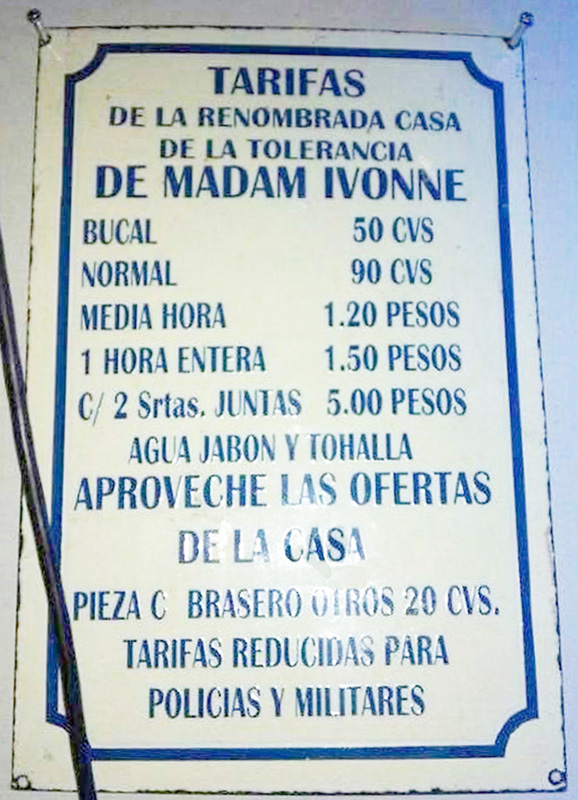 TARIFAS
DE LA RENOMBRADA CASA
DE LA TOLERANCIA
DE MADAM IVONNE
BUCAL 50 CVS
NORMAL 90 CVS
MEDIA HORA 1.20 PESOS
1 HORA ENTERA 1.50 PESOS
C/ 2 Srtas. JUNTAS 5.00 PESOS
AGUA JABON Y TOHALLA
APROVECHE LAS OFERTAS
DE LA CASA
PIEZA C BRASERO OTROS 20 CVS.
TARIFAS REDUCIDAS PARA
POLICIAS Y MILITARES